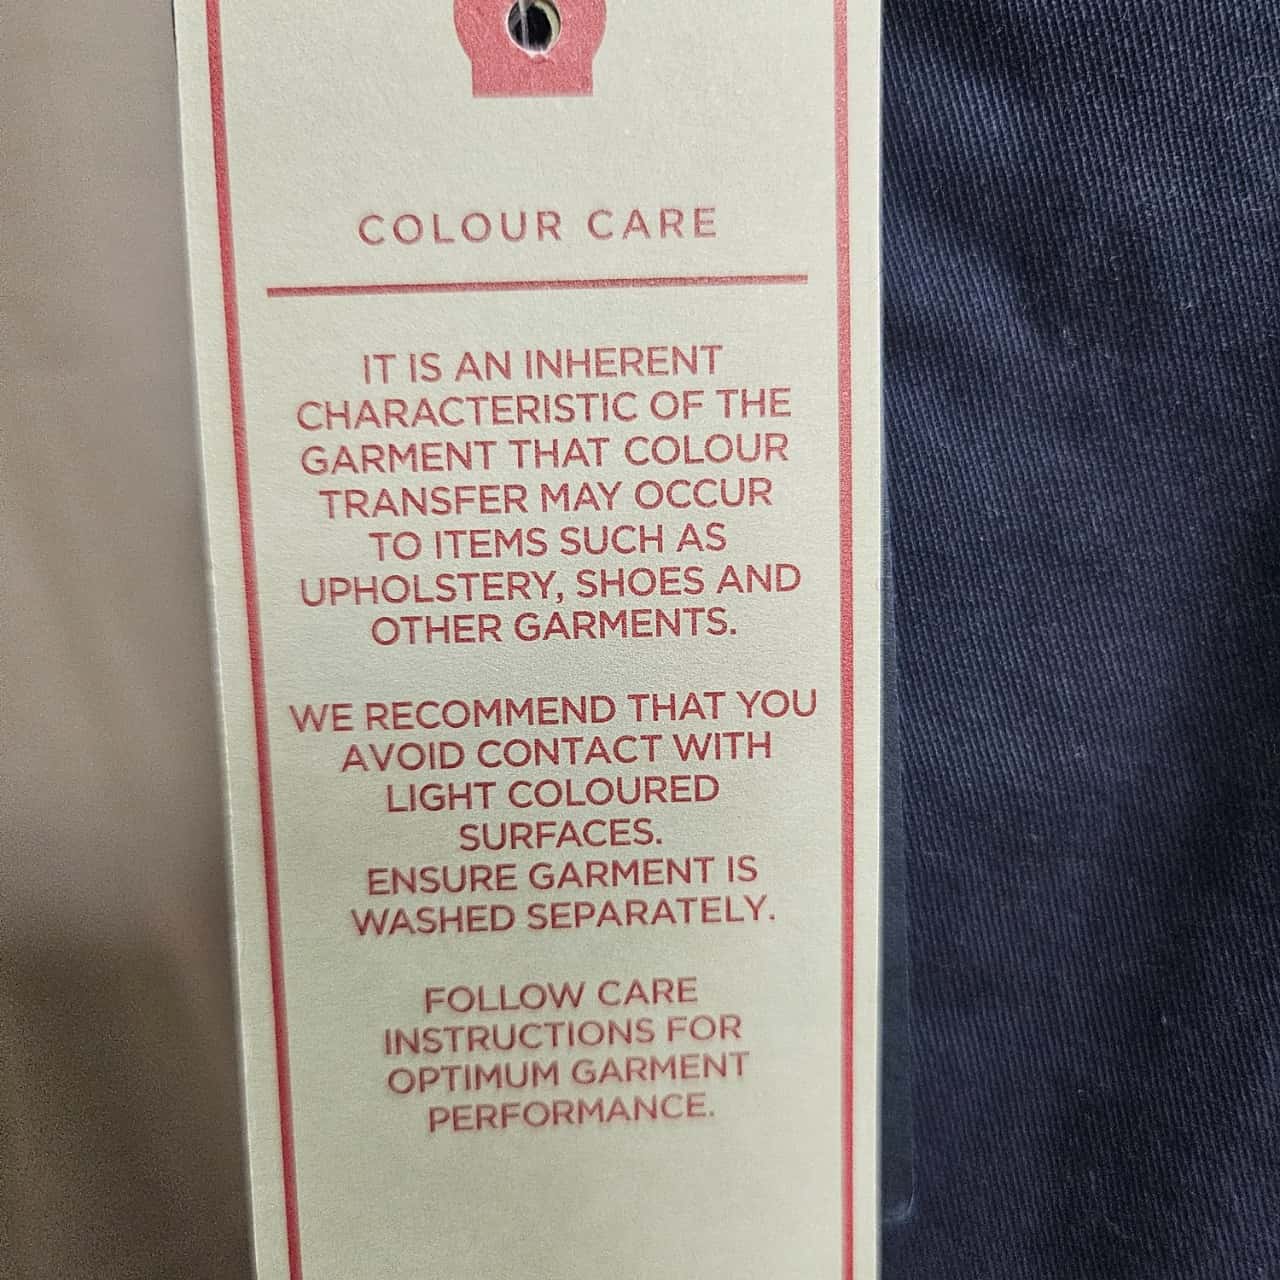 COLOUR CARE
IT IS AN INHERENT
CHARACTERISTIC OF THE
GARMENT THAT COLOUR
TRANSFER MAY OCCUR
TO ITEMS SUCH AS
UPHOLSTERY, SHOES AND
OTHER GARMENTS.
WE RECOMMEND THAT YOU
AVOID CONTACT WITH
LIGHT COLOURED
SURFACES.
ENSURE GARMENT IS
WASHED SEPARATELY.
FOLLOW CARE
INSTRUCTIONS FOR
OPTIMUM GARMENT
PERFORMANCE.